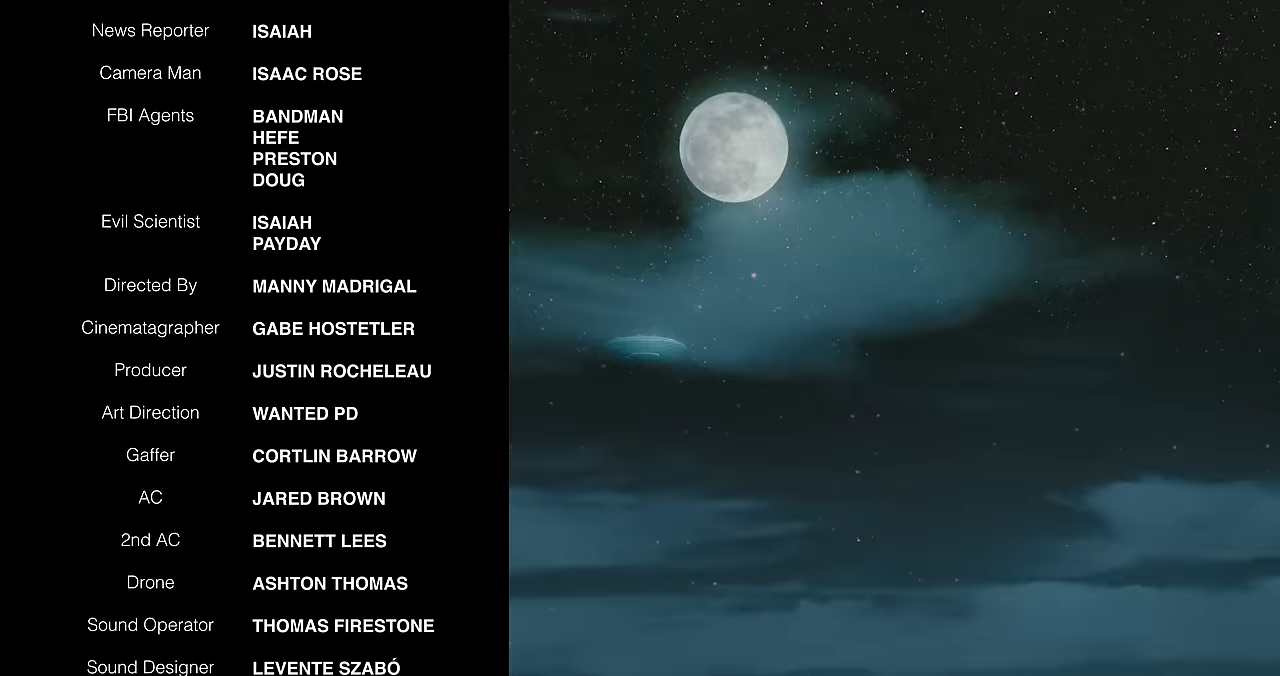 News Reporter ISAIAH
Camera Man ISAAC ROSE
FBI Agents BANDMAN
HEFE
PRESTON
DOUG
Evil Scientist ISAIAH
PAYDAY
Directed By MANNY MADRIGAL
Cinematagrapher GABE HOSTETLER
Producer JUSTIN ROCHELEAU
Art Direction WANTED PD
Gaffer CORTLIN BARROW
AC JARED BROWN
2nd AC BENNETT LEES
Drone ASHTON THOMAS
Sound Operator THOMAS FIRESTONE
Sound Designer LEVENTE SZABÓ